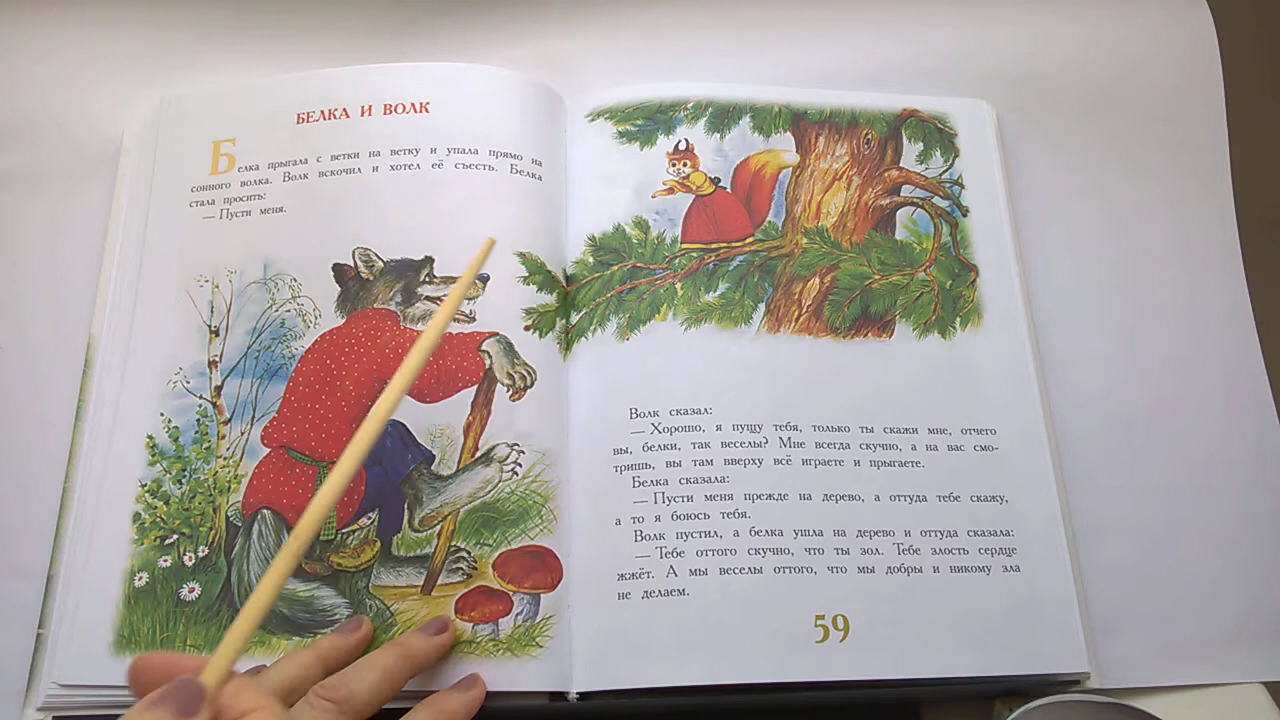 БЕЛКА И ВОЛК
Белка прыгала с ветки на ветку и упала прямо на
сонного волка. Волк вскочил и хотел её съесть. Белка
стала просить:
— Пусти меня.
Волк сказал:
— Хорошо, я пущу тебя, только ты скажи мне, отчего
вы, белки, так веселы? Мне всегда скучно, а на вас смо-
тришь, вы там вверху всё играете и прыгаете.
Белка сказала:
— Пусти меня прежде на дерево, а оттуда тебе скажу,
а то я боюсь тебя.
Волк пустил, а белка ушла на дерево и оттуда сказала:
— Тебе оттого скучно, что ты зол. Тебе злость сердце
жжёт. А мы веселы оттого, что мы добры и никому зла
не делаем.
59